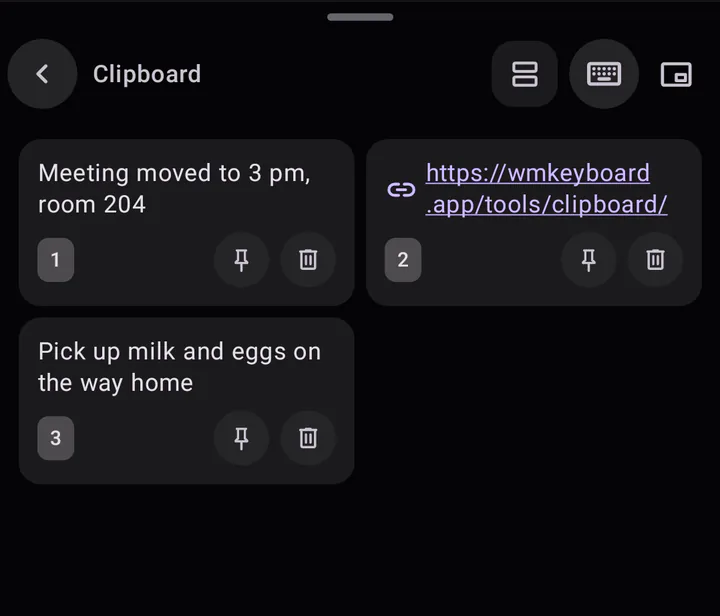 Clipboard
Meeting moved to 3 pm,
room 204
1
https://wmkeyboard
.app/tools/clipboard/
2
Pick up milk and eggs on
the way home
3